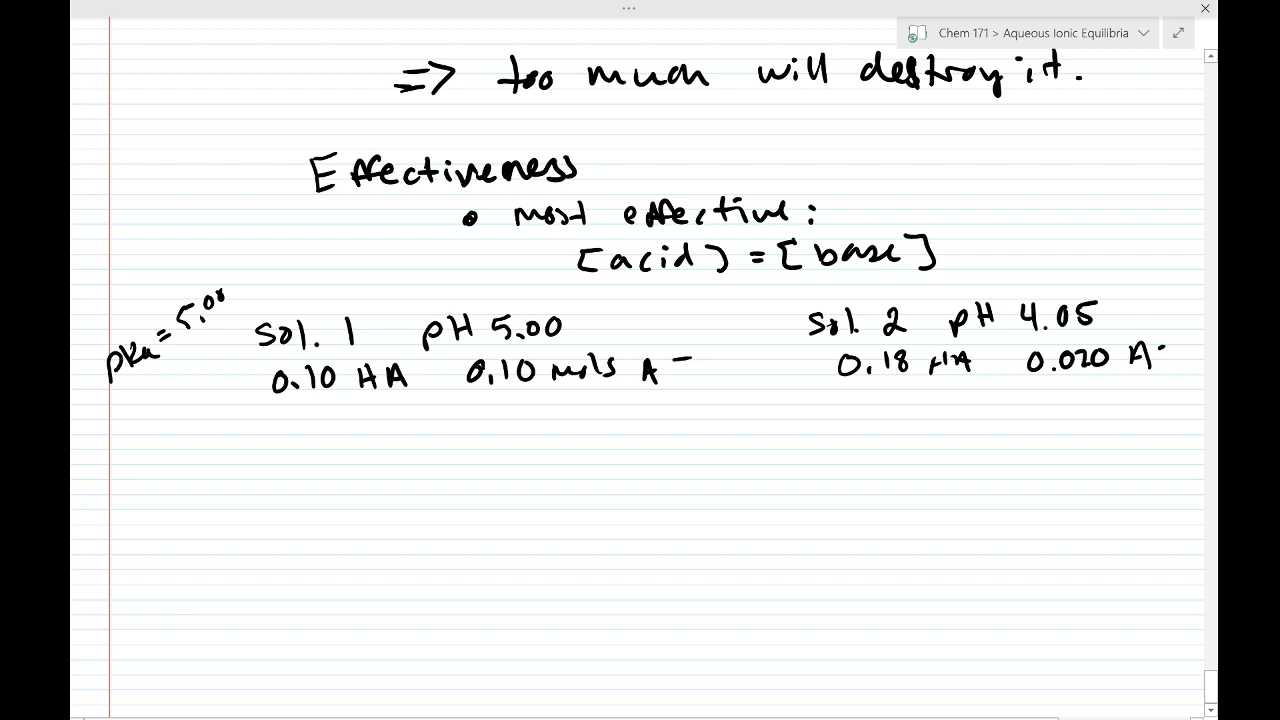 Chem 171 > Aqueous Ionic Equilibria
=> too much will destroy it.
Effectiveness
• most effective:
[acid] = [base]
pKa = 5.00
Sol. 1 pH 5.00
0.10 HA 0.10 mols A⁻
Sol. 2 pH 4.05
0.18 HA 0.020 A⁻